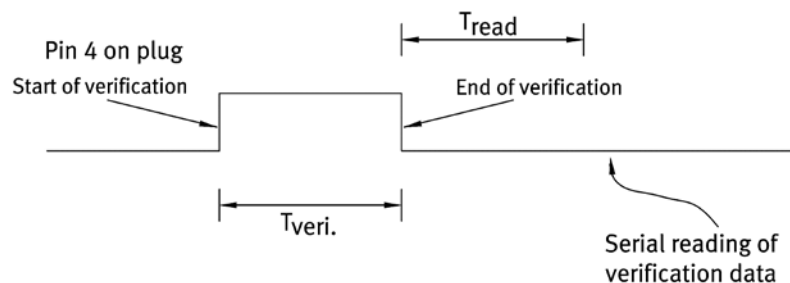 Tread
Pin 4 on plug
Start of verification
End of verification
Tveri.
Serial reading of
verification data